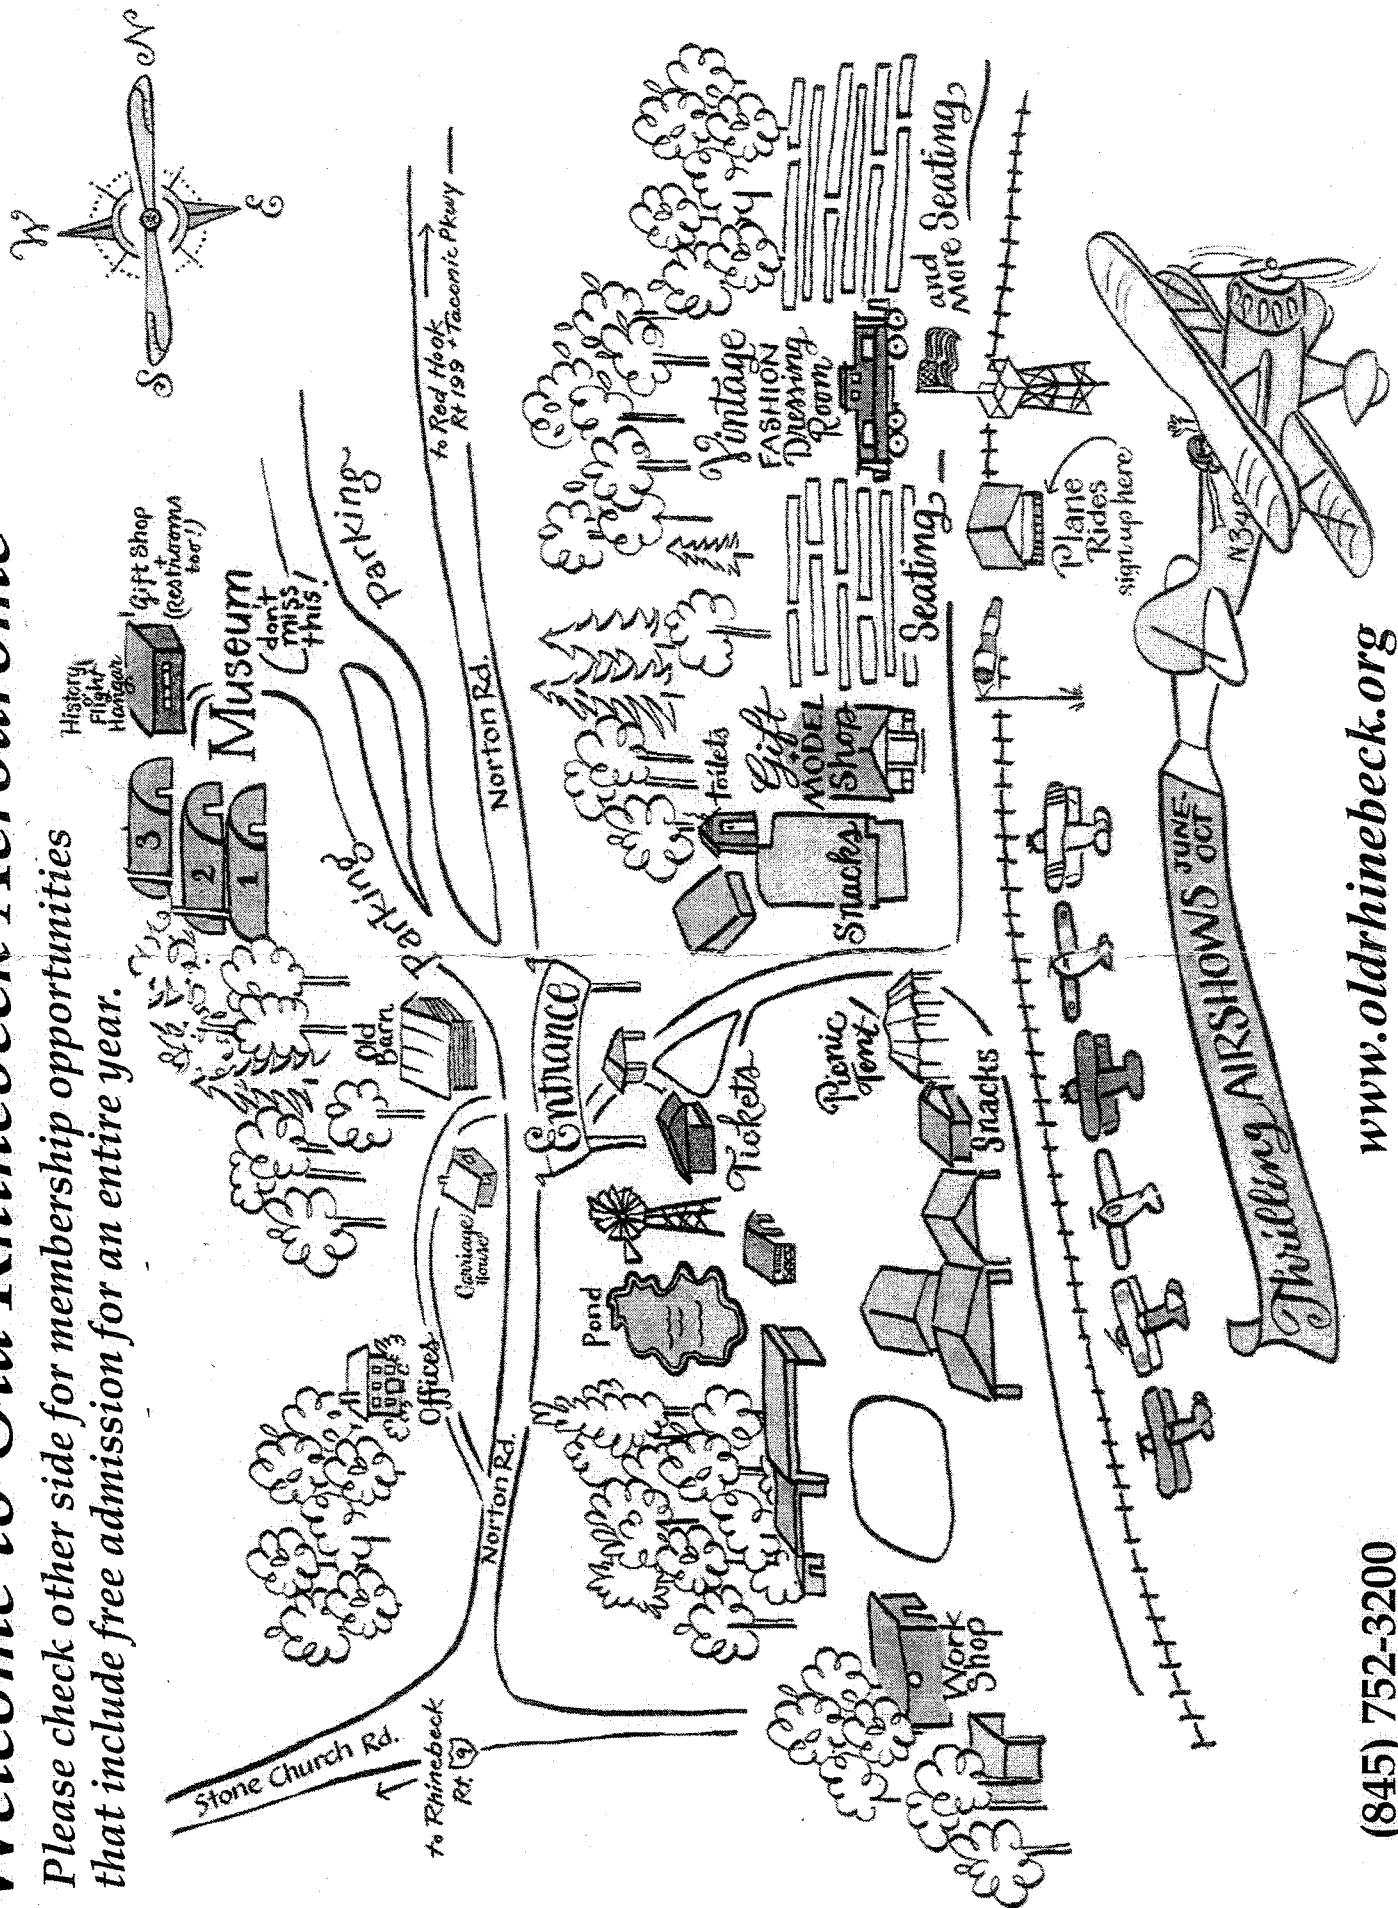 Welcome to Old Rhinebeck Aerodrome
Please check other side for membership opportunities
that include free admission for an entire year.
W
N
S
E
History
of
Flight
Hangar
Gift Shop
+
(Restrooms
too!!)
3
2
1
Museum
(don't
miss
this!
Parking
Parking
Old
Barn
Offices
Carriage
House
Stone Church Rd.
to Rhinebeck
Rt. 9
Norton Rd.
Norton Rd.
to Red Hook
Rt 199 + Taconic Pkwy
Entrance
Pond
Tickets
Picnic
Tent!
Snacks
Work
Shop
toilets
Snacks
Gift
+
MODEL
Shop
Seating
Vintage
FASHION
Dressing
Room
and
More Seating
Plane
Rides
sign up here
Thrilling AIRSHOWS JUNE-
OCT
(845) 752-3200
www.oldrhinebeck.org